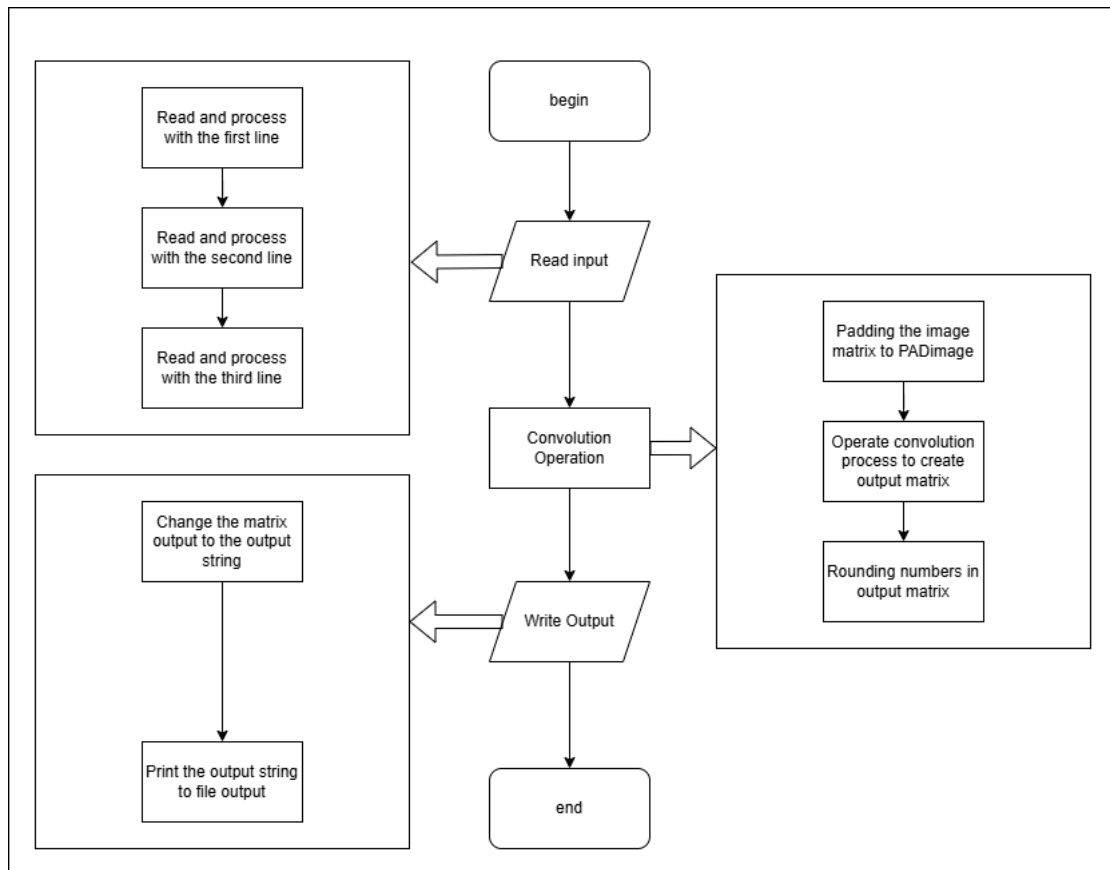 begin
Read input
Read and process
with the first line
Read and process
with the second line
Read and process
with the third line
Convolution
Operation
Padding the image
matrix to PADimage
Operate convolution
process to create
output matrix
Rounding numbers in
output matrix
Write Output
Change the matrix
output to the output
string
Print the output string
to file output
end